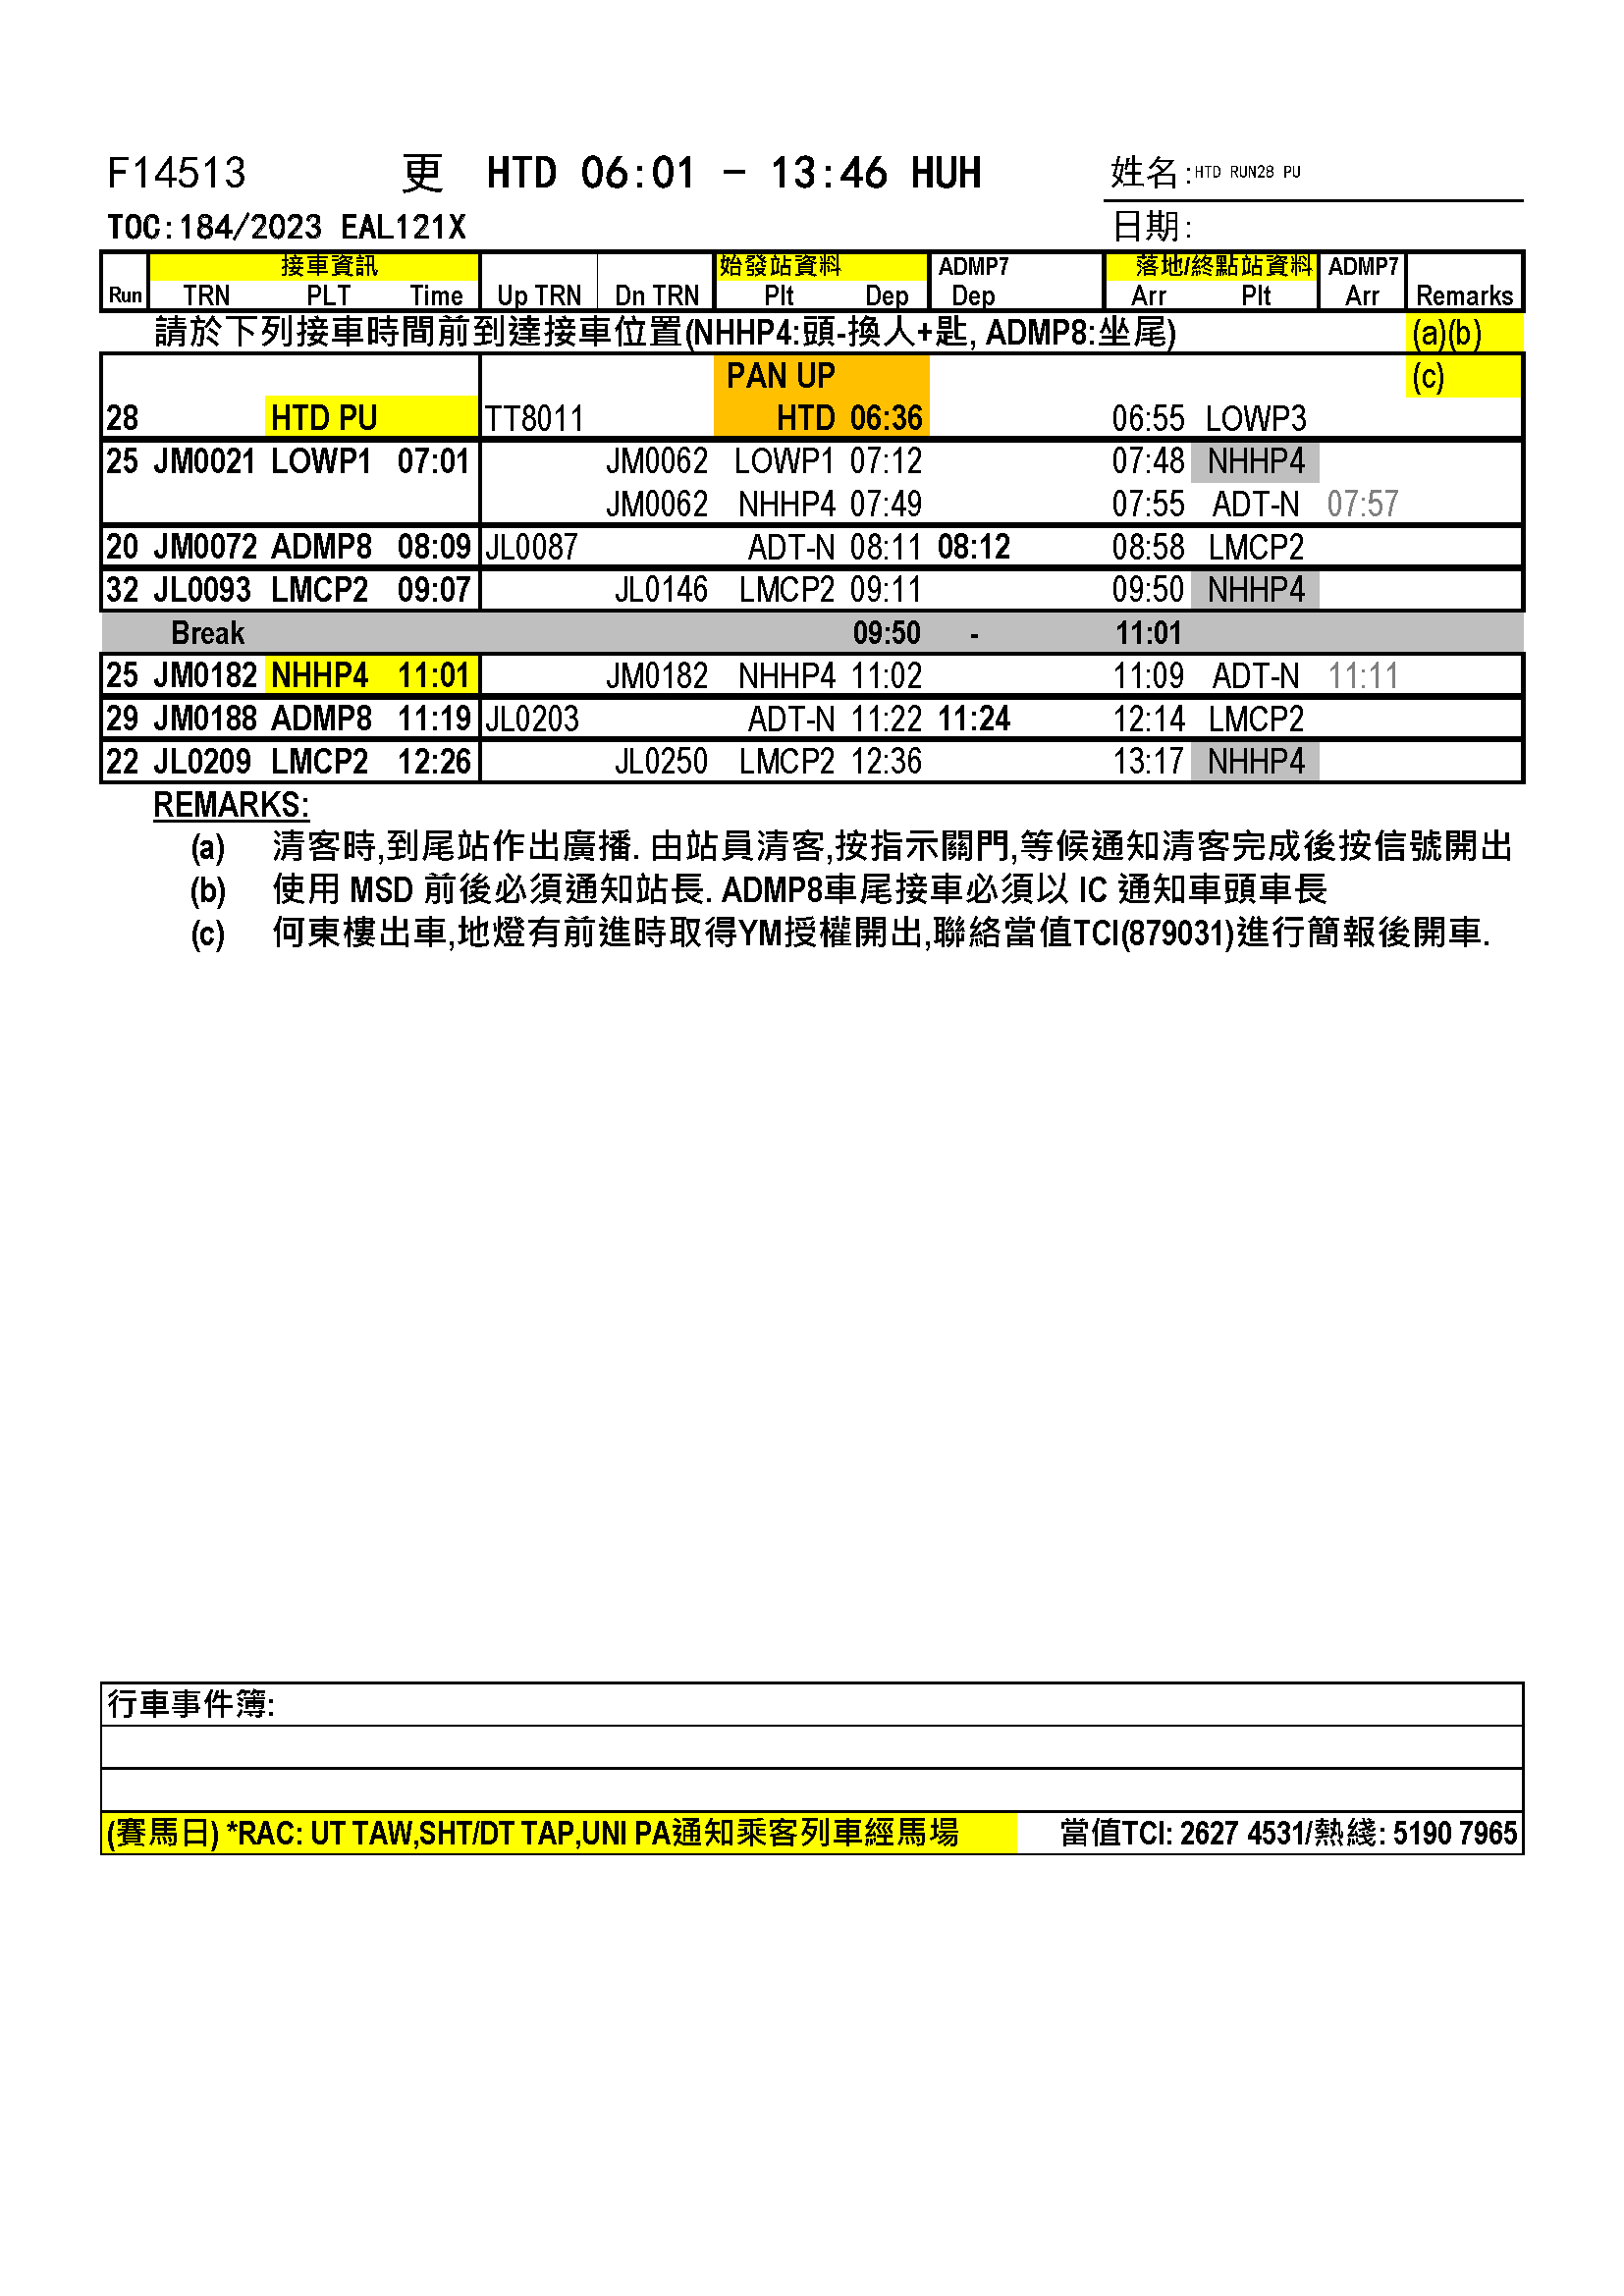 F14513 更 HTD 06:01 - 13:46 HUH 姓名:HTD RUN28 PU
TOC:184/2023 EAL121X 日期:
接車資訊 始發站資料 ADMP7 落地/終點站資料 ADMP7
Run TRN PLT Time Up TRN Dn TRN Plt Dep Dep Arr Plt Arr Remarks
請於下列接車時間前到達接車位置(NHHP4:頭-換人+匙, ADMP8:坐尾) (a)(b)
PAN UP (c)
28 HTD PU TT8011 HTD 06:36 06:55 LOWP3
25 JM0021 LOWP1 07:01 JM0062 LOWP1 07:12 07:48 NHHP4
JM0062 NHHP4 07:49 07:55 ADT-N 07:57
20 JM0072 ADMP8 08:09 JL0087 ADT-N 08:11 08:12 08:58 LMCP2
32 JL0093 LMCP2 09:07 JL0146 LMCP2 09:11 09:50 NHHP4
Break 09:50 - 11:01
25 JM0182 NHHP4 11:01 JM0182 NHHP4 11:02 11:09 ADT-N 11:11
29 JM0188 ADMP8 11:19 JL0203 ADT-N 11:22 11:24 12:14 LMCP2
22 JL0209 LMCP2 12:26 JL0250 LMCP2 12:36 13:17 NHHP4
REMARKS:
(a) 清客時,到尾站作出廣播. 由站員清客,按指示關門,等候通知清客完成後按信號開出
(b) 使用 MSD 前後必須通知站長. ADMP8車尾接車必須以 IC 通知車頭車長
(c) 何東樓出車,地燈有前進時取得YM授權開出,聯絡當值TCI(879031)進行簡報後開車.
行車事件簿:
(賽馬日) *RAC: UT TAW,SHT/DT TAP,UNI PA通知乘客列車經馬場 當值TCI: 2627 4531/熱綫: 5190 7965